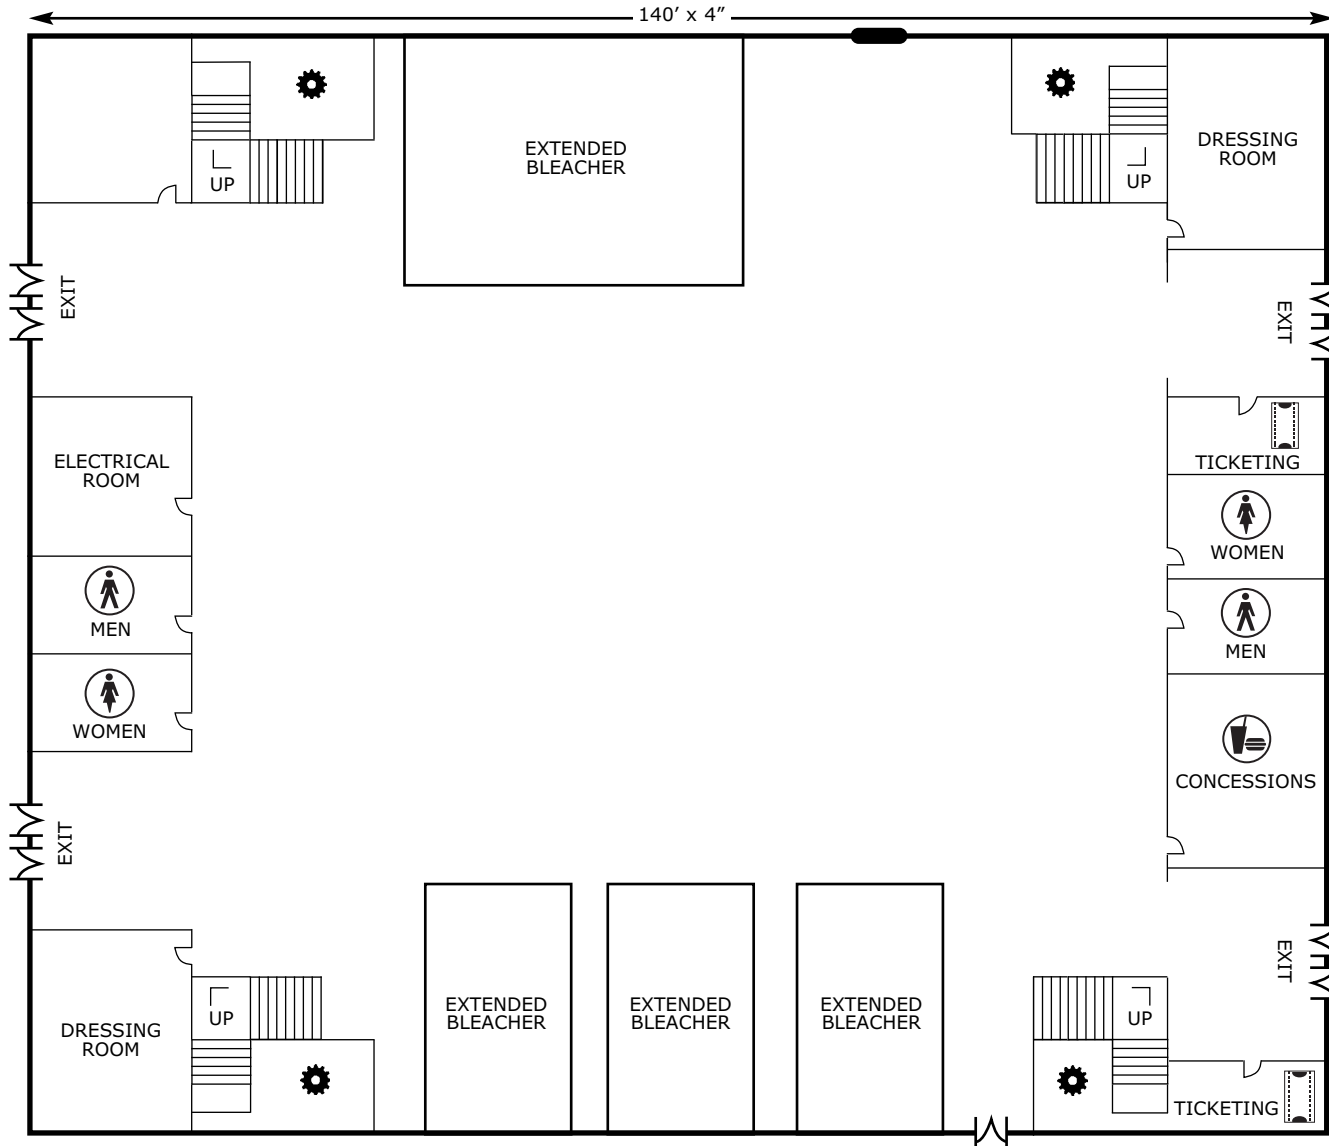 140’ x 4”
EXTENDED
BLEACHER
DRESSING
ROOM
UP
UP
EXIT
EXIT
ELECTRICAL
ROOM
TICKETING
WOMEN
MEN
MEN
WOMEN
CONCESSIONS
EXIT
EXIT
UP
EXTENDED
BLEACHER
EXTENDED
BLEACHER
EXTENDED
BLEACHER
UP
DRESSING
ROOM
TICKETING